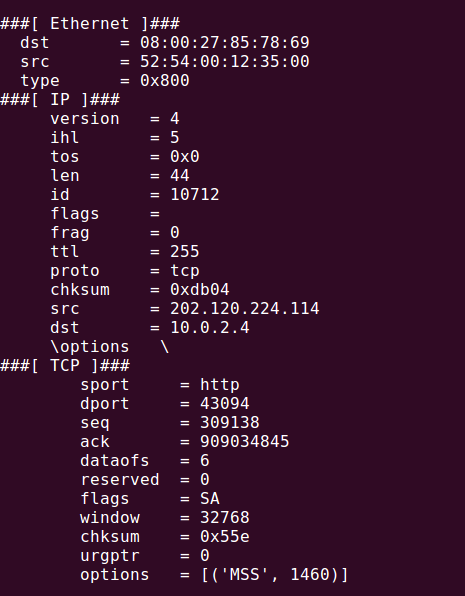 ###[ Ethernet ]###
  dst       = 08:00:27:85:78:69
  src       = 52:54:00:12:35:00
  type      = 0x800
###[ IP ]###
     version   = 4
     ihl       = 5
     tos       = 0x0
     len       = 44
     id        = 10712
     flags     =
     frag      = 0
     ttl       = 255
     proto     = tcp
     chksum    = 0xdb04
     src       = 202.120.224.114
     dst       = 10.0.2.4
     \options   \
###[ TCP ]###
        sport     = http
        dport     = 43094
        seq       = 309138
        ack       = 909034845
        dataofs   = 6
        reserved  = 0
        flags     = SA
        window    = 32768
        chksum    = 0x55e
        urgptr    = 0
        options   = [('MSS', 1460)]